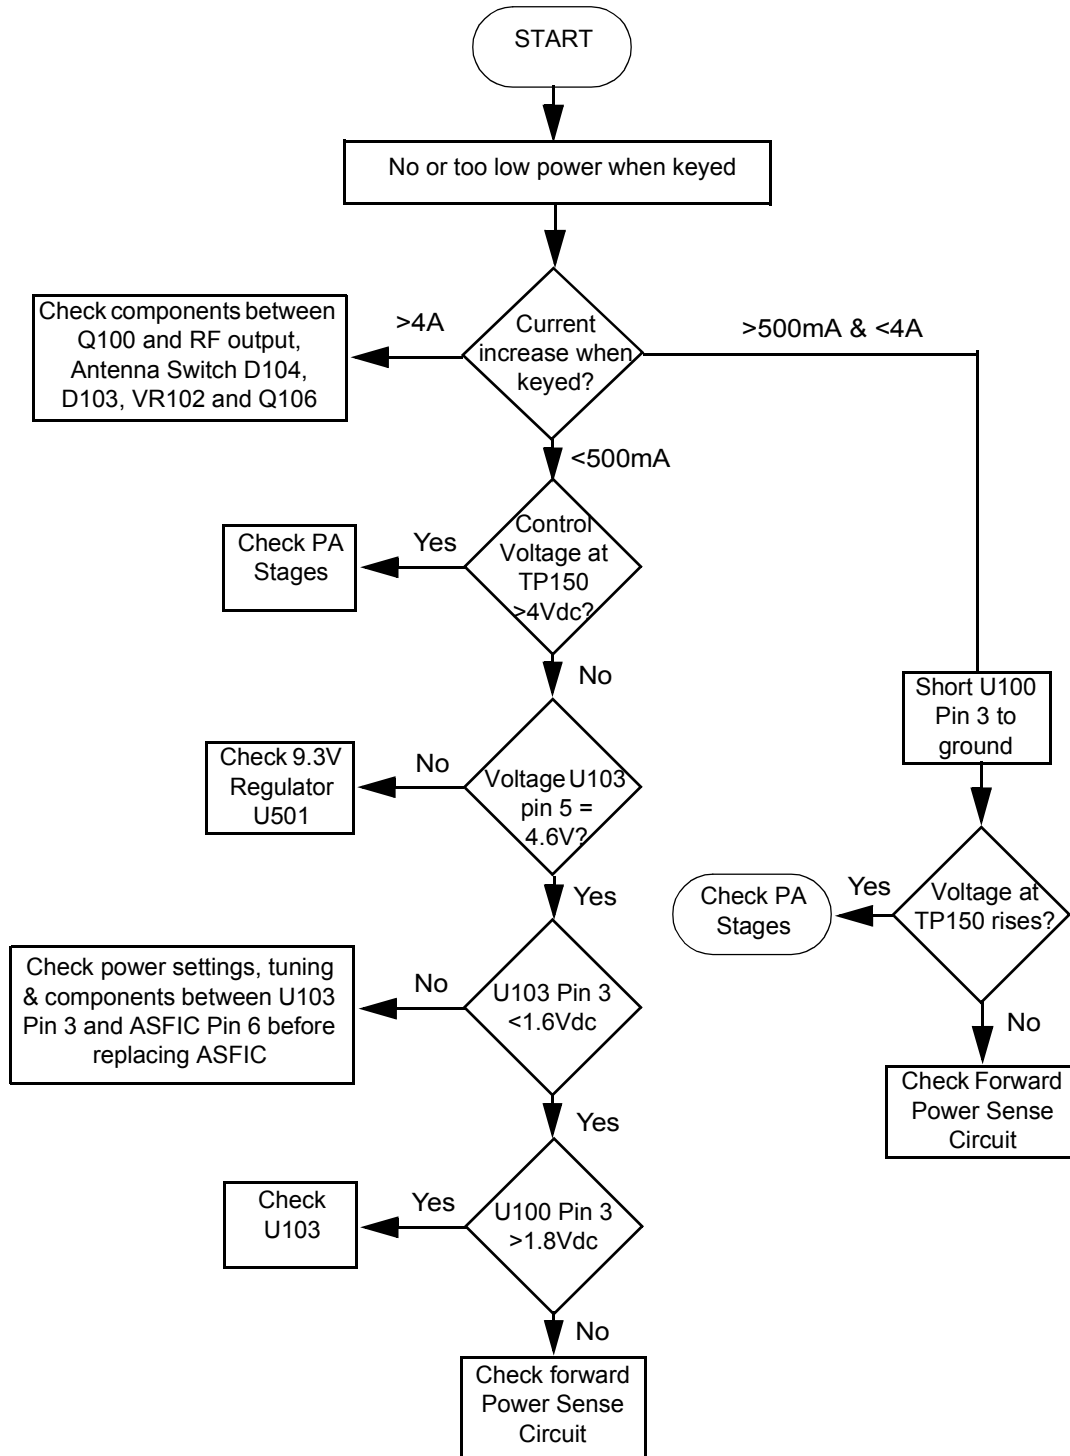 START
No or too low power when keyed
Check components between
Q100 and RF output,
Antenna Switch D104,
D103, VR102 and Q106
>4A
Current
increase when
keyed?
>500mA & <4A
<500mA
Check PA
Stages
Yes
Control
Voltage at
TP150
>4Vdc?
No
Short U100
Pin 3 to
ground
Check 9.3V
Regulator
U501
No
Voltage U103
pin 5 =
4.6V?
Yes
Check PA
Stages
Yes
Voltage at
TP150 rises?
No
Check Forward
Power Sense
Circuit
Check power settings, tuning
& components between U103
Pin 3 and ASFIC Pin 6 before
replacing ASFIC
No
U103 Pin 3
<1.6Vdc
Yes
Check
U103
Yes
U100 Pin 3
>1.8Vdc
No
Check forward
Power Sense
Circuit